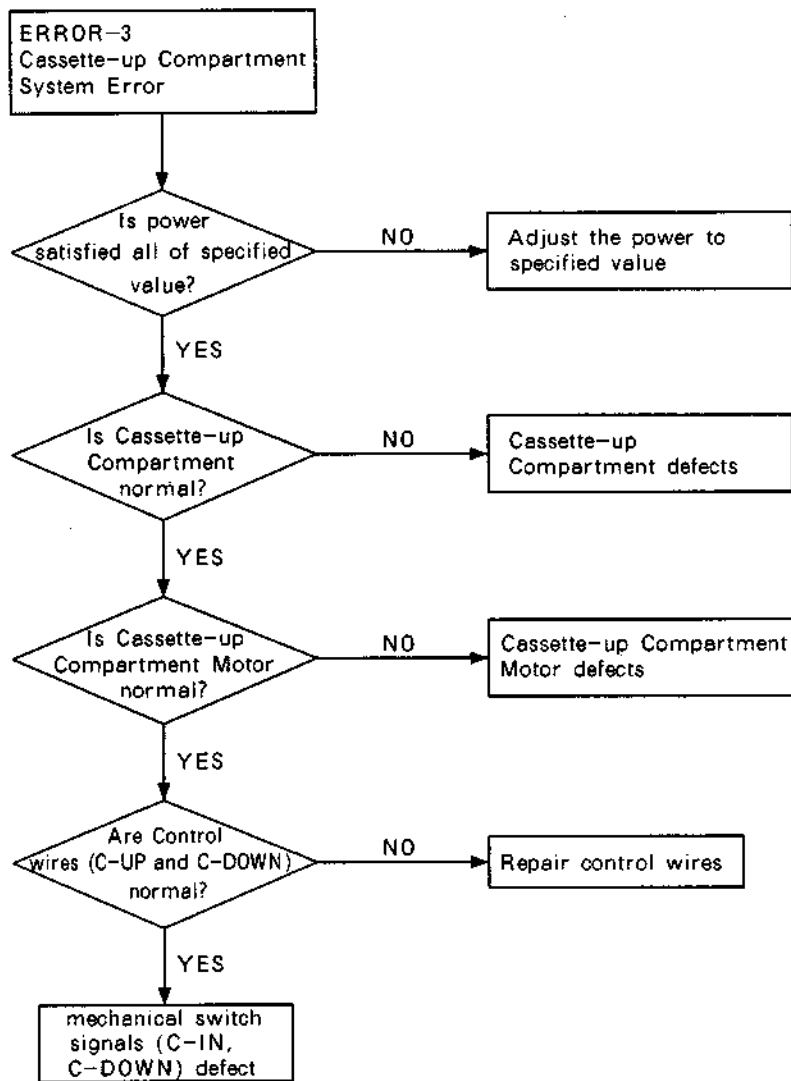 ERROR-3
Cassette-up Compartment
System Error
Is power
satisfied all of specified
value?
NO
Adjust the power to
specified value
YES
Is Cassette-up
Compartment
normal?
NO
Cassette-up
Compartment defects
YES
Is Cassette-up
Compartment Motor
normal?
NO
Cassette-up Compartment
Motor defects
YES
Are Control
wires (C-UP and C-DOWN)
normal?
NO
Repair control wires
YES
mechanical switch
signals (C-IN,
C-DOWN) defect